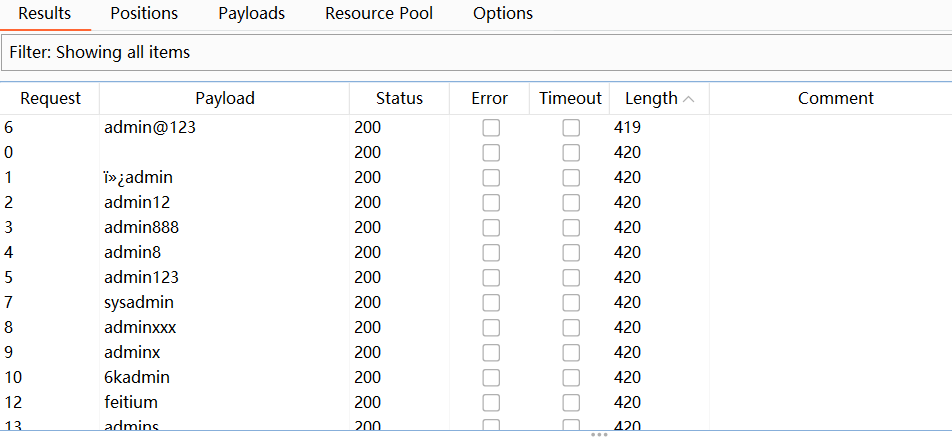 Results Positions Payloads Resource Pool Options
Filter: Showing all items
Request Payload Status Error Timeout Length Comment
6 admin@123 200 419
0 200 420
1 ï»¿admin 200 420
2 admin12 200 420
3 admin888 200 420
4 admin8 200 420
5 admin123 200 420
7 sysadmin 200 420
8 adminxxx 200 420
9 adminx 200 420
10 6kadmin 200 420
12 feitium 200 420
13 admins 200 420